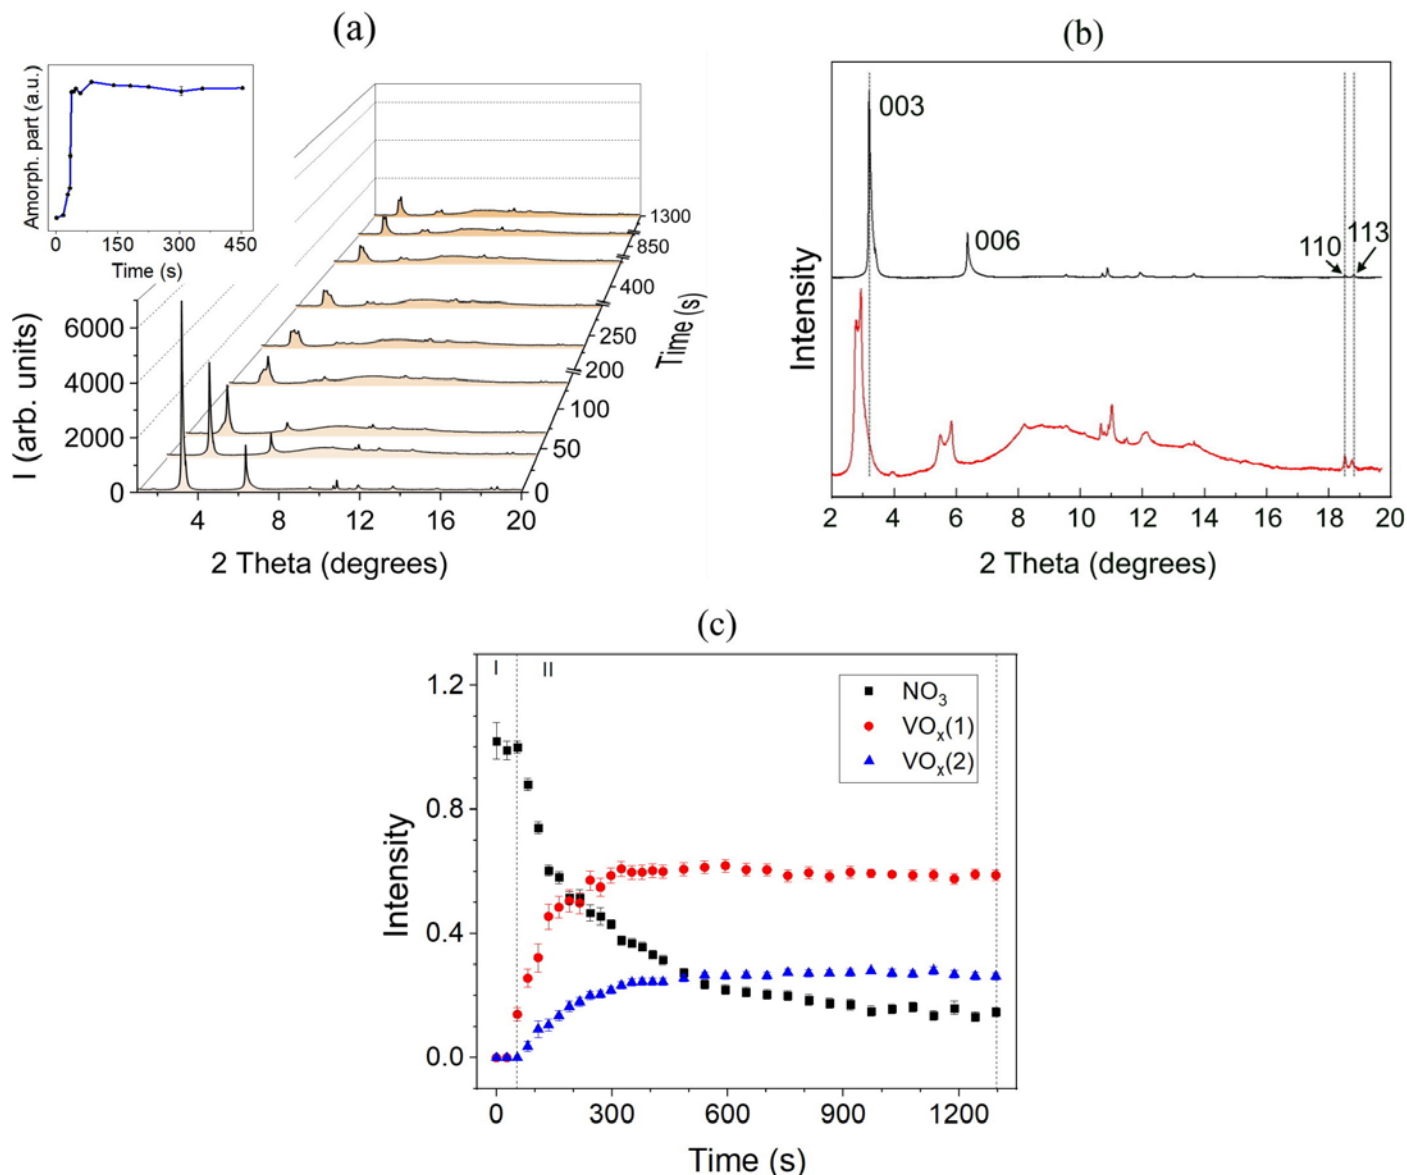 (a)
Amorph. part (a.u.)
0 150 300 450
Time (s)
I (arb. units)
6000
4000
2000
0
4 8 12 16 20
2 Theta (degrees)
1300
850
400
250
200
100
50
0
Time (s)
(b)
Intensity
003
006
110
113
2 4 6 8 10 12 14 16 18 20
2 Theta (degrees)
(c)
I II
NO3
VOx(1)
VOx(2)
Intensity
1.2
0.8
0.4
0.0
0 300 600 900 1200
Time (s)